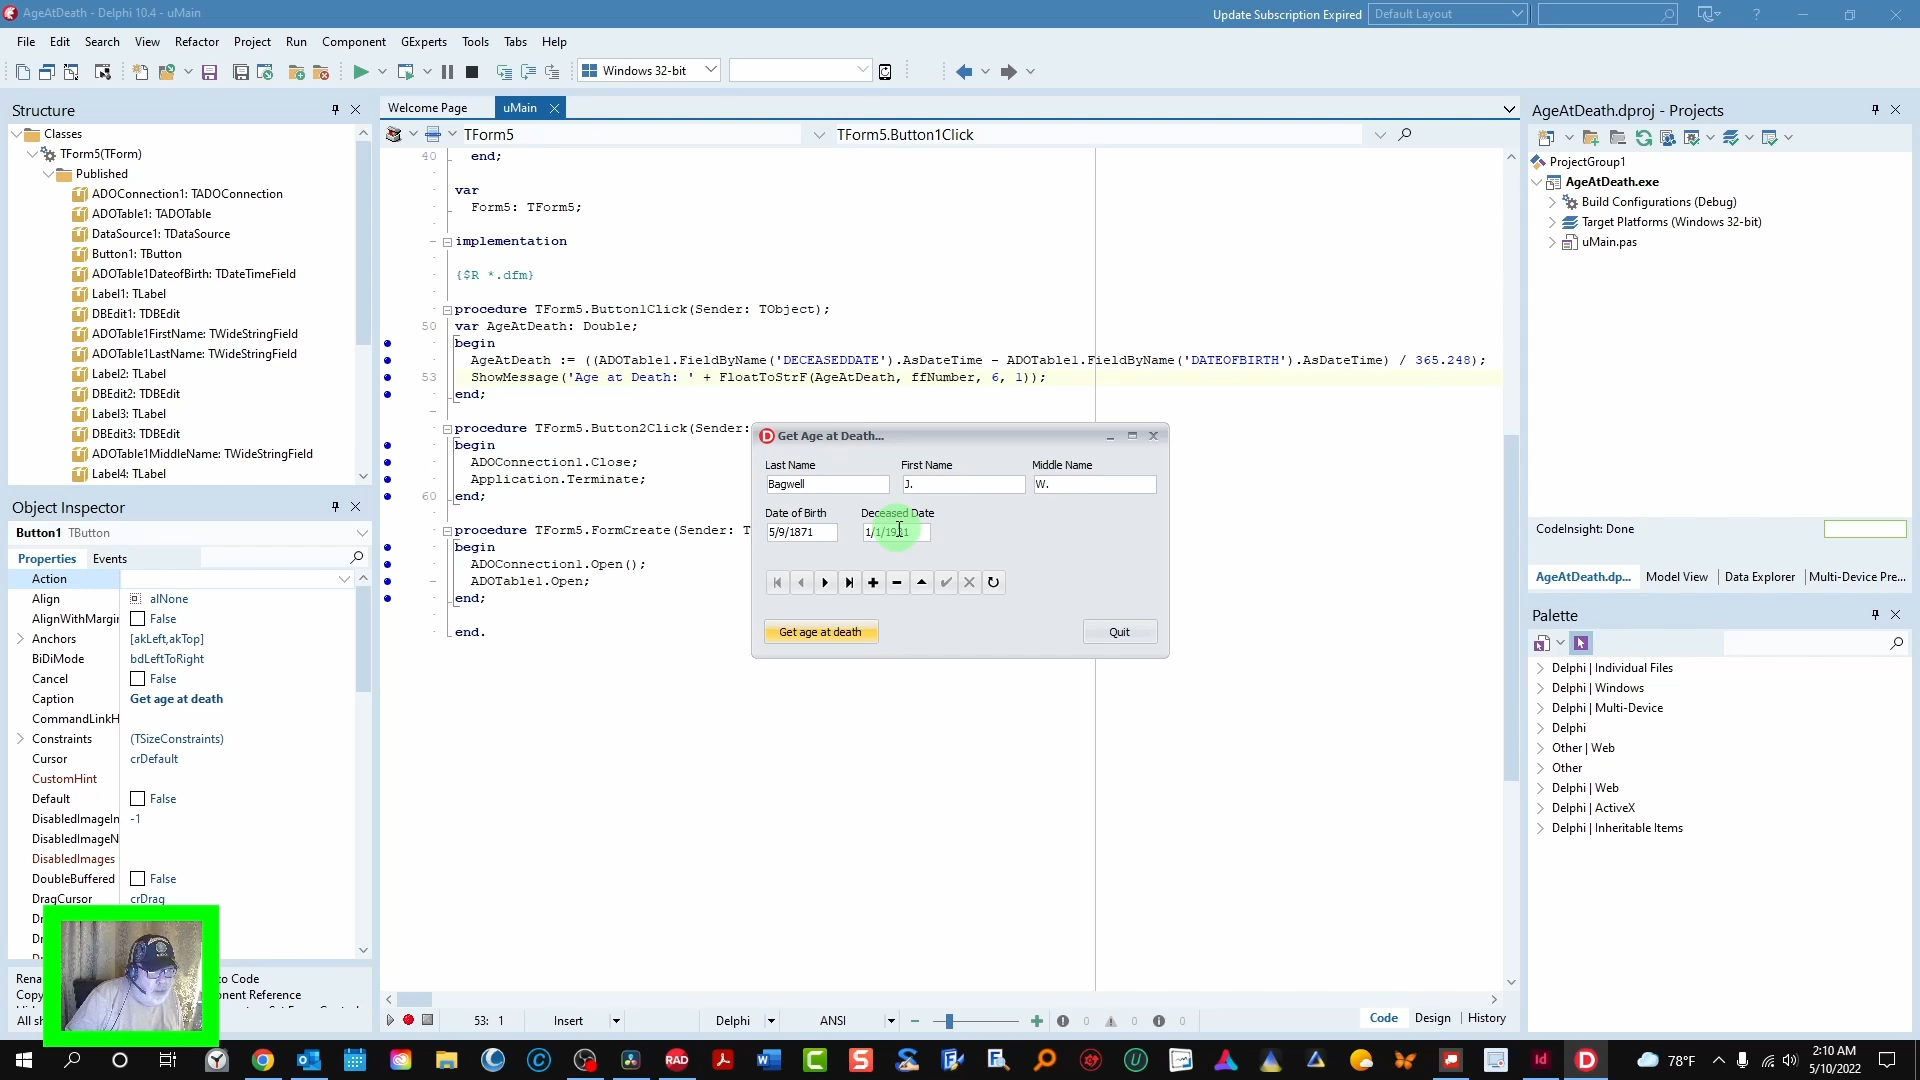 AgeAtDeath - Delphi 10.4 - uMain
Update Subscription Expired
Default Layout
File Edit Search View Refactor Project Run Component GExperts Tools Tabs Help
Windows 32-bit
Structure
Classes
TForm5(TForm)
Published
ADOConnection1: TADOConnection
ADOTable1: TADOTable
DataSource1: TDataSource
Button1: TButton
ADOTable1DateofBirth: TDateTimeField
Label1: TLabel
DBEdit1: TDBEdit
ADOTable1FirstName: TWideStringField
ADOTable1LastName: TWideStringField
Label2: TLabel
DBEdit2: TDBEdit
Label3: TLabel
DBEdit3: TDBEdit
ADOTable1MiddleName: TWideStringField
Label4: TLabel
Object Inspector
Button1 TButton
Properties Events
Action
Align alNone
AlignWithMargin False
Anchors [akLeft,akTop]
BiDiMode bdLeftToRight
Cancel False
Caption Get age at death
CommandLinkH
Constraints (TSizeConstraints)
Cursor crDefault
CustomHint
Default False
DisabledImageIn -1
DisabledImageN
DisabledImages
DoubleBuffered False
DragCursor crDrag
Welcome Page uMain
TForm5 TForm5.Button1Click
40 end;
var
Form5: TForm5;
implementation
{$R *.dfm}
procedure TForm5.Button1Click(Sender: TObject);
50 var AgeAtDeath: Double;
begin
AgeAtDeath := ((ADOTable1.FieldByName('DECEASEDDATE').AsDateTime - ADOTable1.FieldByName('DATEOFBIRTH').AsDateTime) / 365.248);
53 ShowMessage('Age at Death: ' + FloatToStrF(AgeAtDeath, ffNumber, 6, 1));
end;
procedure TForm5.Button2Click(Sender:
begin
ADOConnection1.Close;
Application.Terminate;
60 end;
procedure TForm5.FormCreate(Sender: T
begin
ADOConnection1.Open();
ADOTable1.Open;
end;
end.
Get Age at Death...
Last Name First Name Middle Name
Bagwell J. W.
Date of Birth Deceased Date
5/9/1871
Get age at death Quit
53: 1 Insert Delphi ANSI 0 0 0
Code Design History
AgeAtDeath.dproj - Projects
ProjectGroup1
AgeAtDeath.exe
Build Configurations (Debug)
Target Platforms (Windows 32-bit)
uMain.pas
CodeInsight: Done
AgeAtDeath.dp... Model View Data Explorer Multi-Device Pre...
Palette
Delphi | Individual Files
Delphi | Windows
Delphi | Multi-Device
Delphi
Other | Web
Other
Delphi | Web
Delphi | ActiveX
Delphi | Inheritable Items
78°F
2:10 AM
5/10/2022